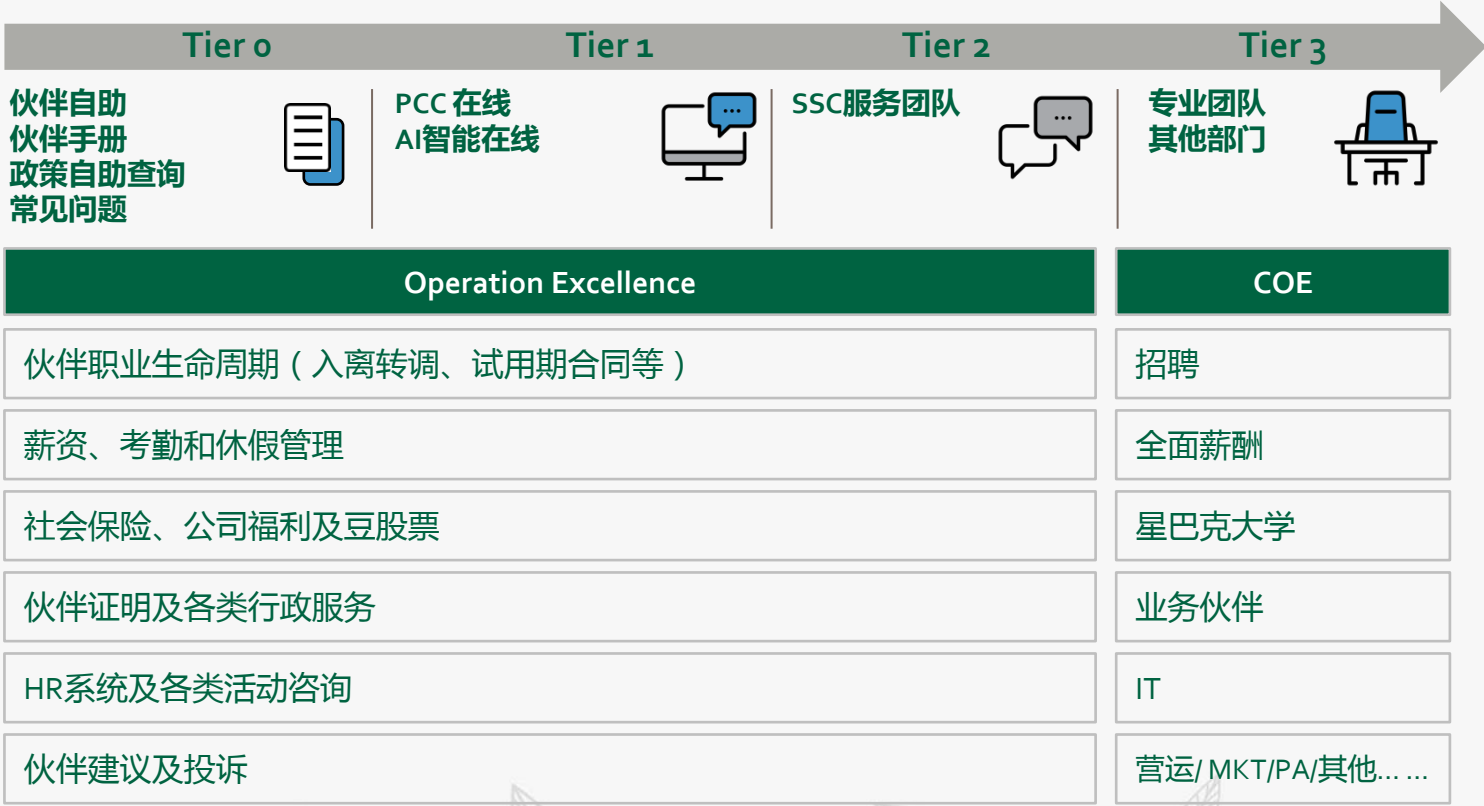 Tier 0 Tier 1 Tier 2 Tier 3
伙伴自助
伙伴手册
政策自助查询
常见问题
PCC 在线
AI智能在线
SSC服务团队
专业团队
其他部门
Operation Excellence
COE
伙伴职业生命周期（入离转调、试用期合同等）
招聘
薪资、考勤和休假管理
全面薪酬
社会保险、公司福利及豆股票
星巴克大学
伙伴证明及各类行政服务
业务伙伴
HR系统及各类活动咨询
IT
伙伴建议及投诉
营运/ MKT/PA/其他... ...